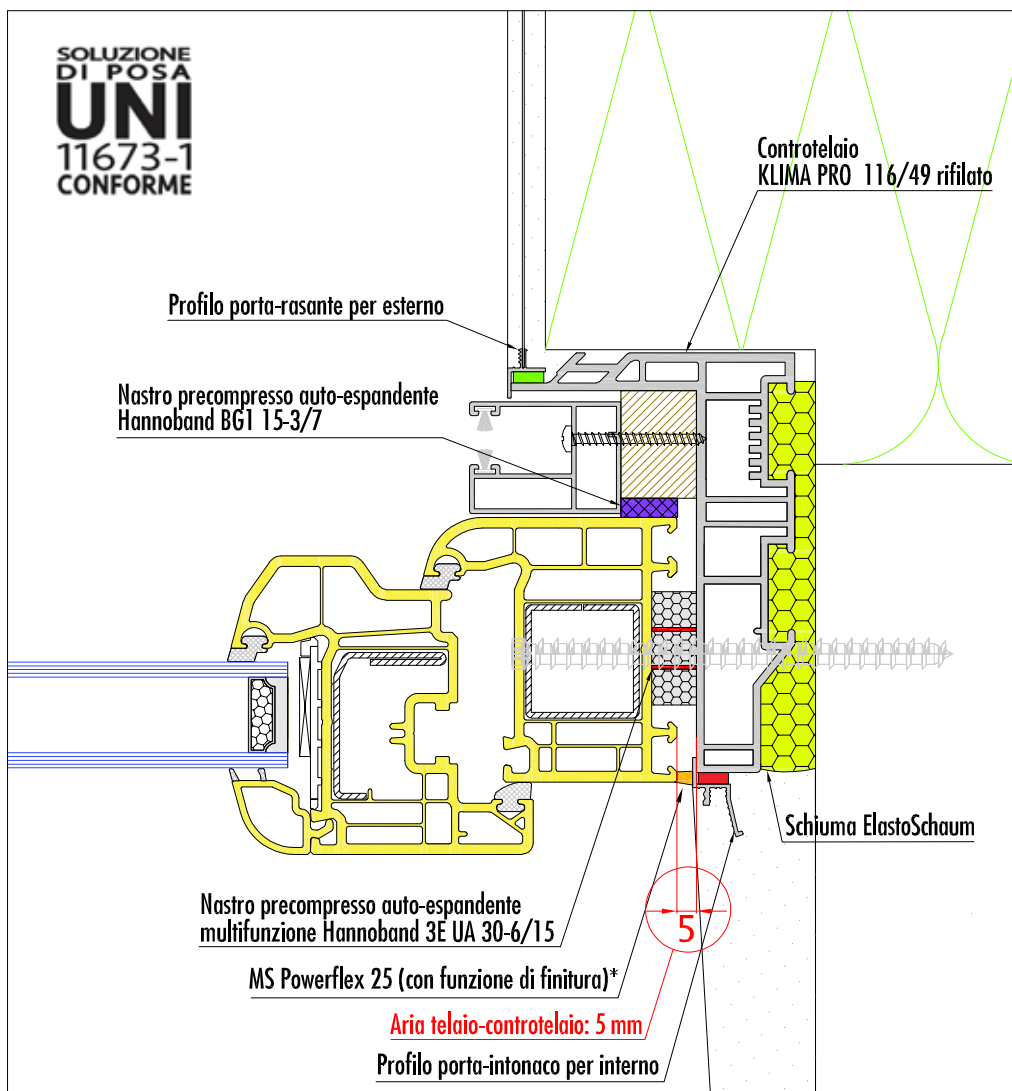 SOLUZIONE
DI POSA
UNI
11673-1
CONFORME
Controtelaio
KLIMA PRO 116/49 rifilato
Profilo porta-rasante per esterno
Nastro precompresso auto-espandente
Hannoband BG1 15-3/7
Schiuma ElastoSchaum
Nastro precompresso auto-espandente
multifunzione Hannoband 3E UA 30-6/15
5
MS Powerflex 25 (con funzione di finitura)*
Aria telaio-controtelaio: 5 mm
Profilo porta-intonaco per interno